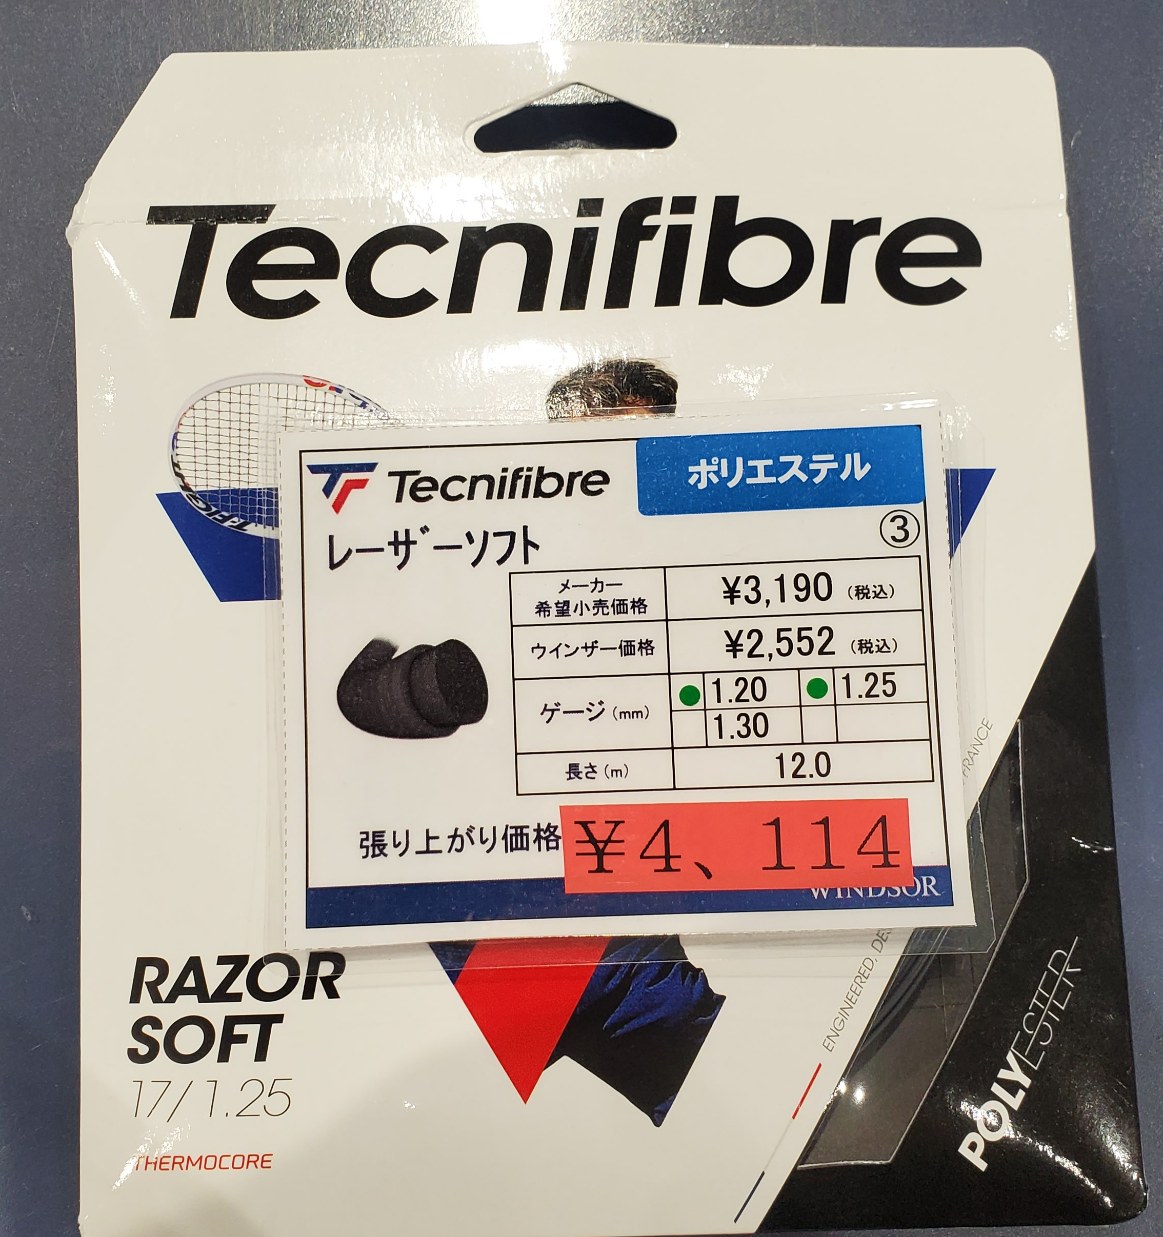 Tecnifibre
T-FIGHT
Tecnifibre
ポリエステル
レーザーソフト
③
メーカー
希望小売価格
¥3,190 (税込)
ウインザー価格
¥2,552 (税込)
ゲージ (mm)
1.20
1.25
1.30
長さ (m)
12.0
張り上がり価格
¥4、114
WINDSOR
RAZOR
SOFT
17/1.25
THERMOCORE
ENGINEERED,
FRANCE
POLYESTER